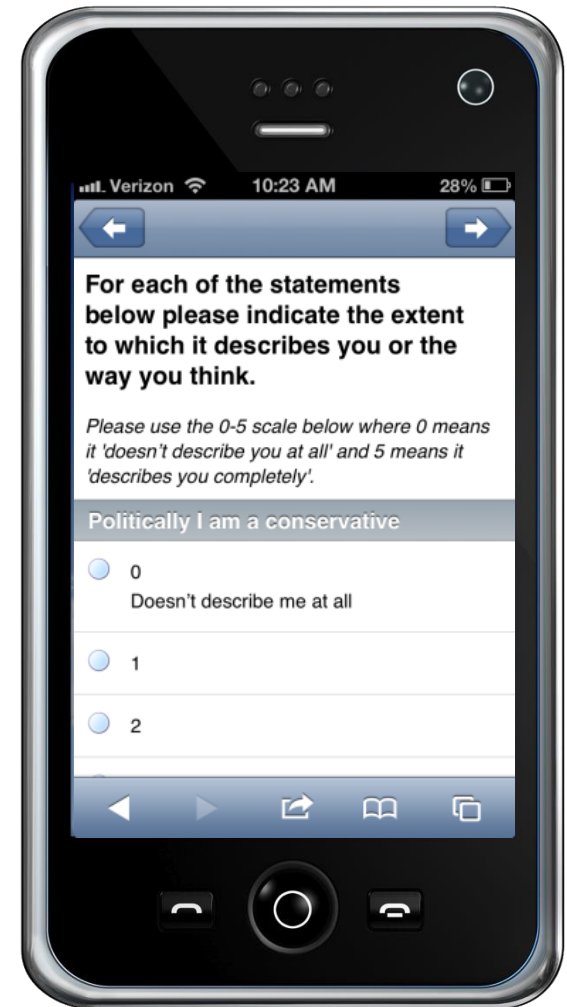 Verizon 10:23 AM 28%
For each of the statements
below please indicate the extent
to which it describes you or the
way you think.
Please use the 0-5 scale below where 0 means
it 'doesn't describe you at all' and 5 means it
'describes you completely'.
Politically I am a conservative
0
Doesn't describe me at all
1
2